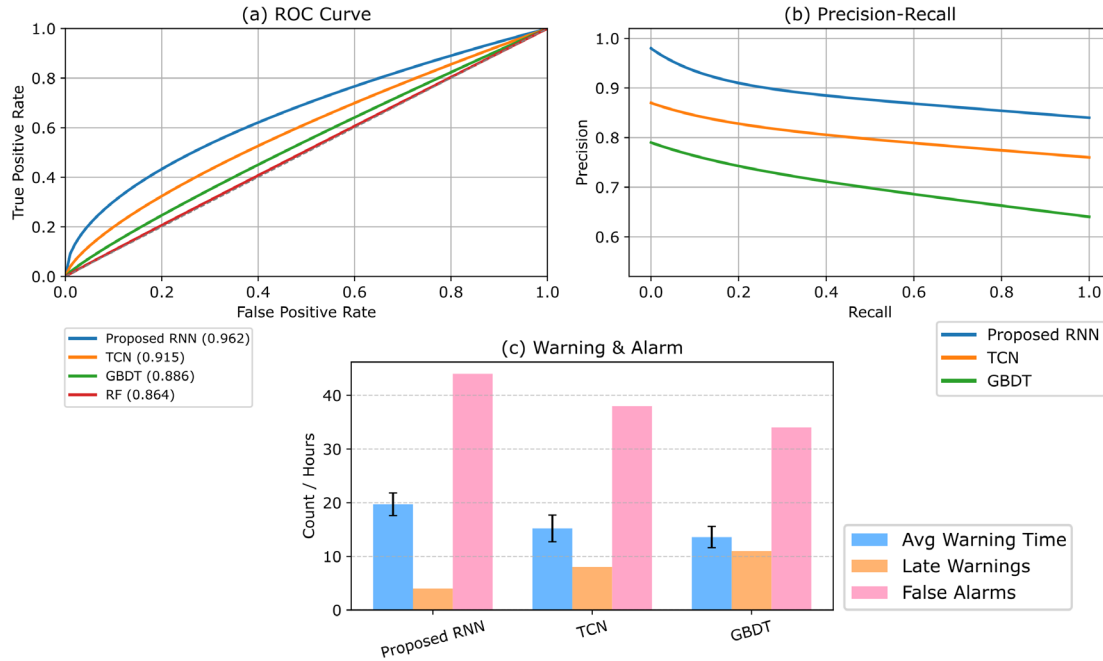 (a) ROC Curve
1.0
0.8
0.6
0.4
0.2
0.0
True Positive Rate
0.0 0.2 0.4 0.6 0.8 1.0
False Positive Rate
Proposed RNN (0.962)
TCN (0.915)
GBDT (0.886)
RF (0.864)
(b) Precision-Recall
1.0
0.9
0.8
0.7
0.6
Precision
0.0 0.2 0.4 0.6 0.8 1.0
Recall
Proposed RNN
TCN
GBDT
(c) Warning & Alarm
40
30
20
10
0
Count / Hours
Proposed RNN TCN GBDT
Avg Warning Time
Late Warnings
False Alarms